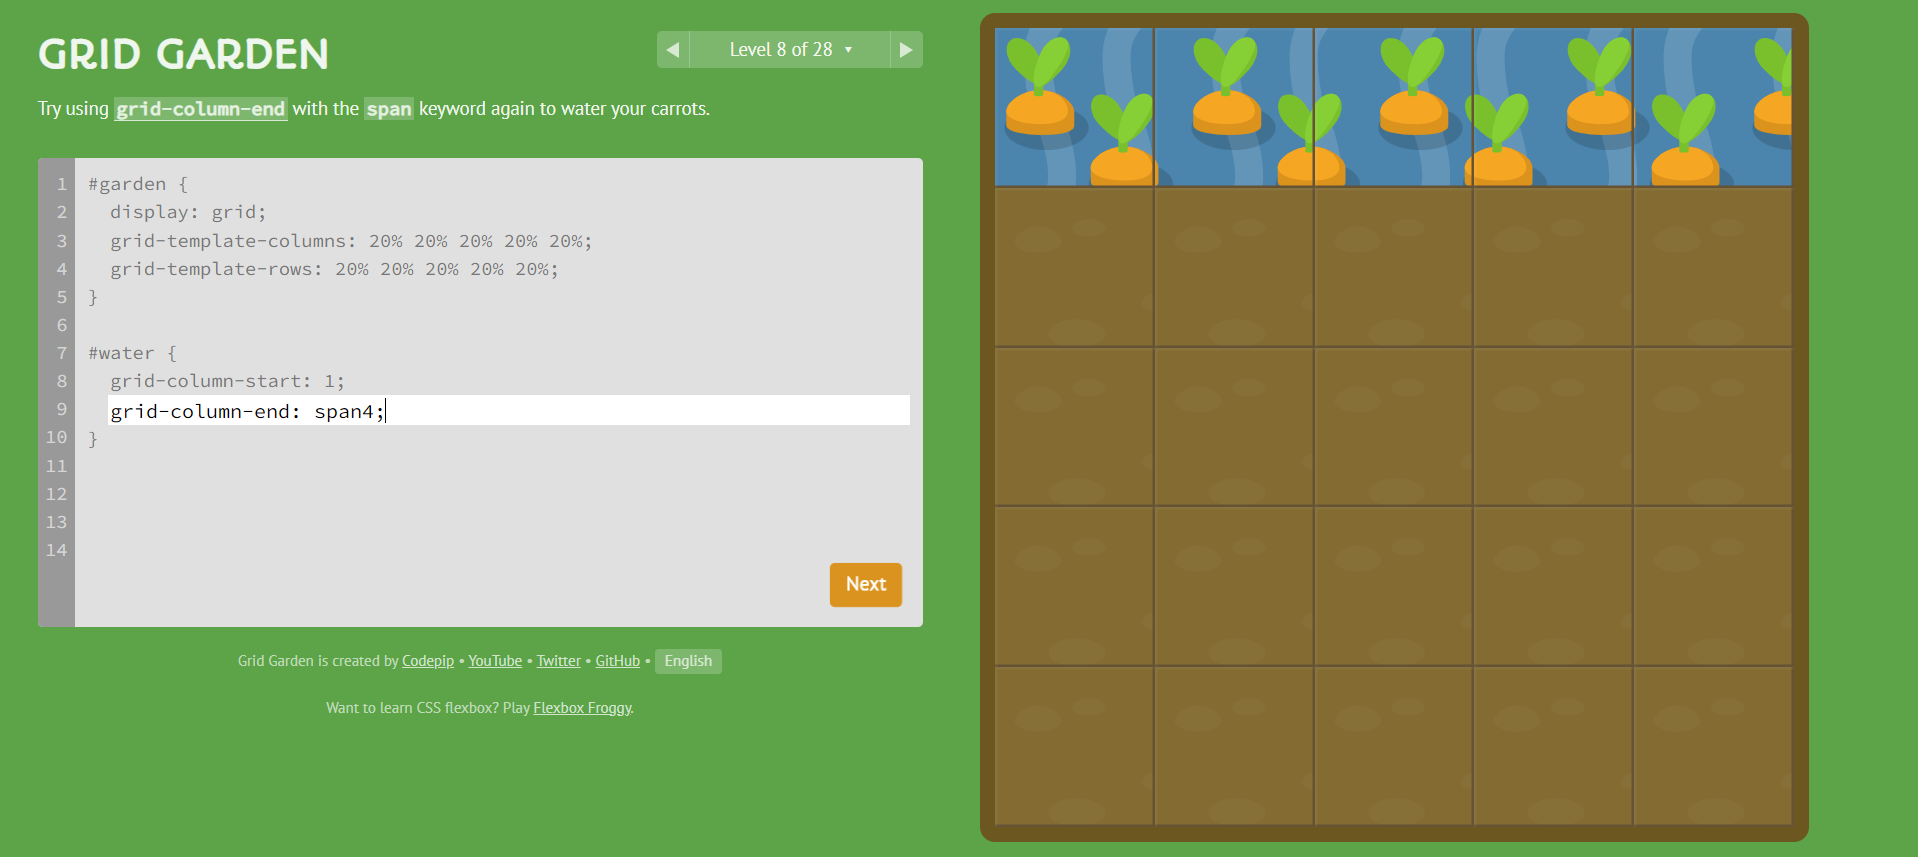 GRID GARDEN
Level 8 of 28
Try using grid-column-end with the span keyword again to water your carrots.
1 #garden {
2 display: grid;
3 grid-template-columns: 20% 20% 20% 20% 20%;
4 grid-template-rows: 20% 20% 20% 20% 20%;
5 }
6
7 #water {
8 grid-column-start: 1;
9 grid-column-end: span4;
10 }
11
12
13
14
Next
Grid Garden is created by Codepip • YouTube • Twitter • GitHub • English
Want to learn CSS flexbox? Play Flexbox Froggy.